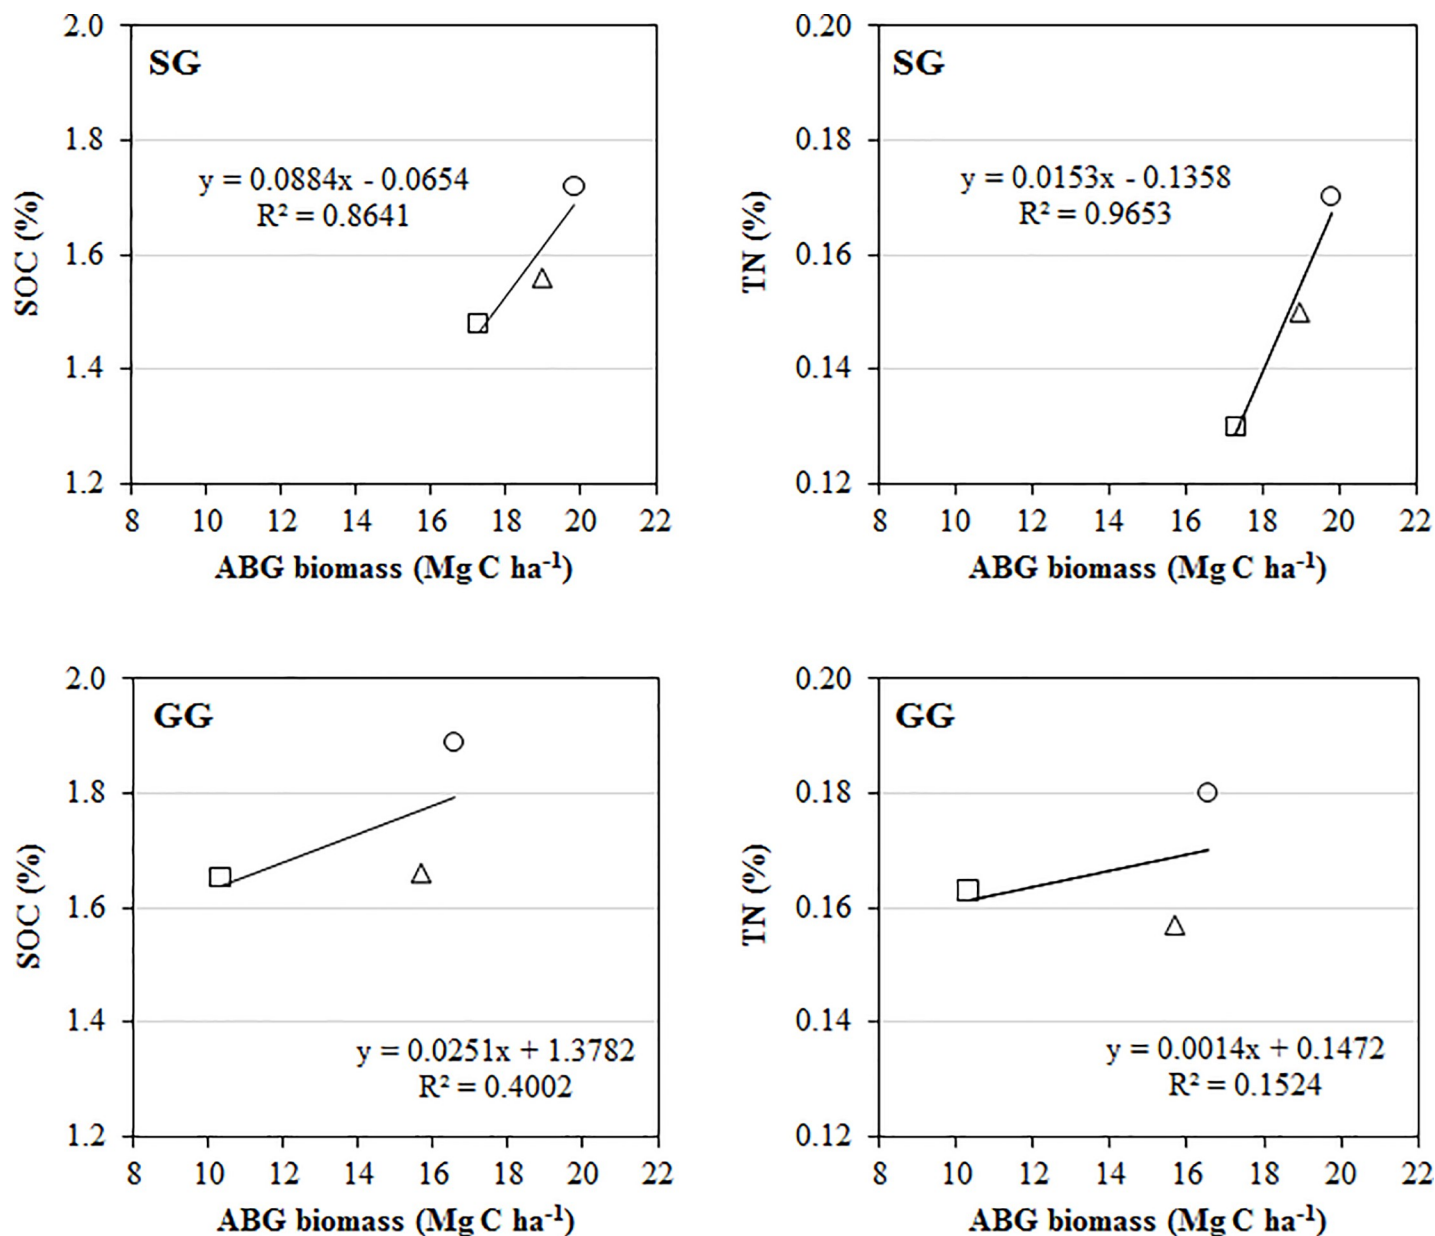 SG
y = 0.0884x - 0.0654
R² = 0.8641
2.0
1.8
1.6
1.4
1.2
SOC (%)
8 10 12 14 16 18 20 22
ABG biomass (Mg C ha⁻¹)
SG
y = 0.0153x - 0.1358
R² = 0.9653
0.20
0.18
0.16
0.14
0.12
TN (%)
8 10 12 14 16 18 20 22
ABG biomass (Mg C ha⁻¹)
GG
y = 0.0251x + 1.3782
R² = 0.4002
2.0
1.8
1.6
1.4
1.2
SOC (%)
8 10 12 14 16 18 20 22
ABG biomass (Mg C ha⁻¹)
GG
y = 0.0014x + 0.1472
R² = 0.1524
0.20
0.18
0.16
0.14
0.12
TN (%)
8 10 12 14 16 18 20 22
ABG biomass (Mg C ha⁻¹)